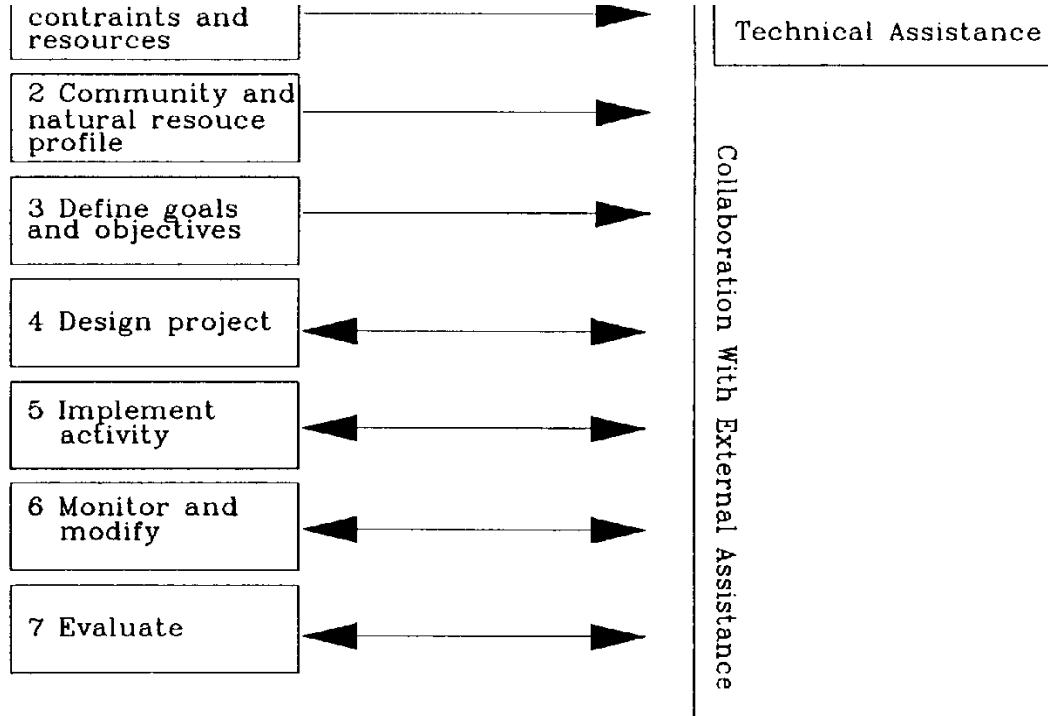 contraints and
resources
Technical Assistance
2 Community and
natural resouce
profile
3 Define goals
and objectives
4 Design project
5 Implement
activity
6 Monitor and
modify
7 Evaluate
Collaboration With External Assistance